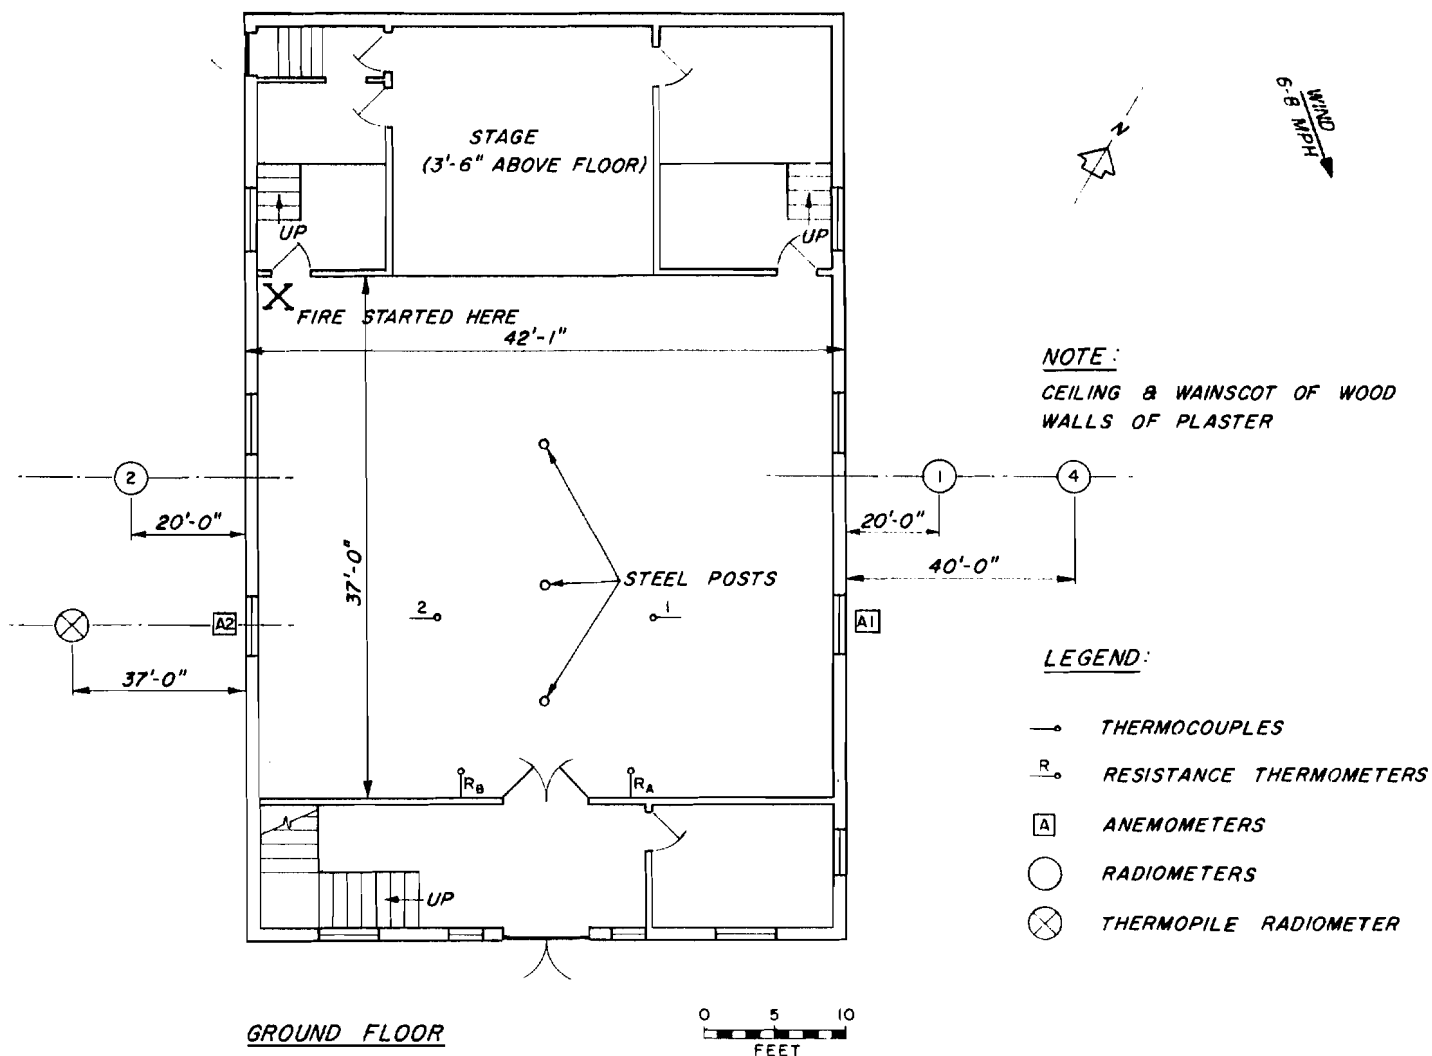 STAGE
(3'-6" ABOVE FLOOR)
N
WIND
6-8 MPH
UP
UP
X
FIRE STARTED HERE
42'-1"
NOTE:
CEILING & WAINSCOT OF WOOD
WALLS OF PLASTER
2
1
4
20'-0"
20'-0"
40'-0"
37'-0"
STEEL POSTS
2
1
A2
A1
37'-0"
LEGEND:
THERMOCOUPLES
R
RESISTANCE THERMOMETERS
RB
RA
A
ANEMOMETERS
RADIOMETERS
UP
THERMOPILE RADIOMETER
GROUND FLOOR
0 5 10
FEET